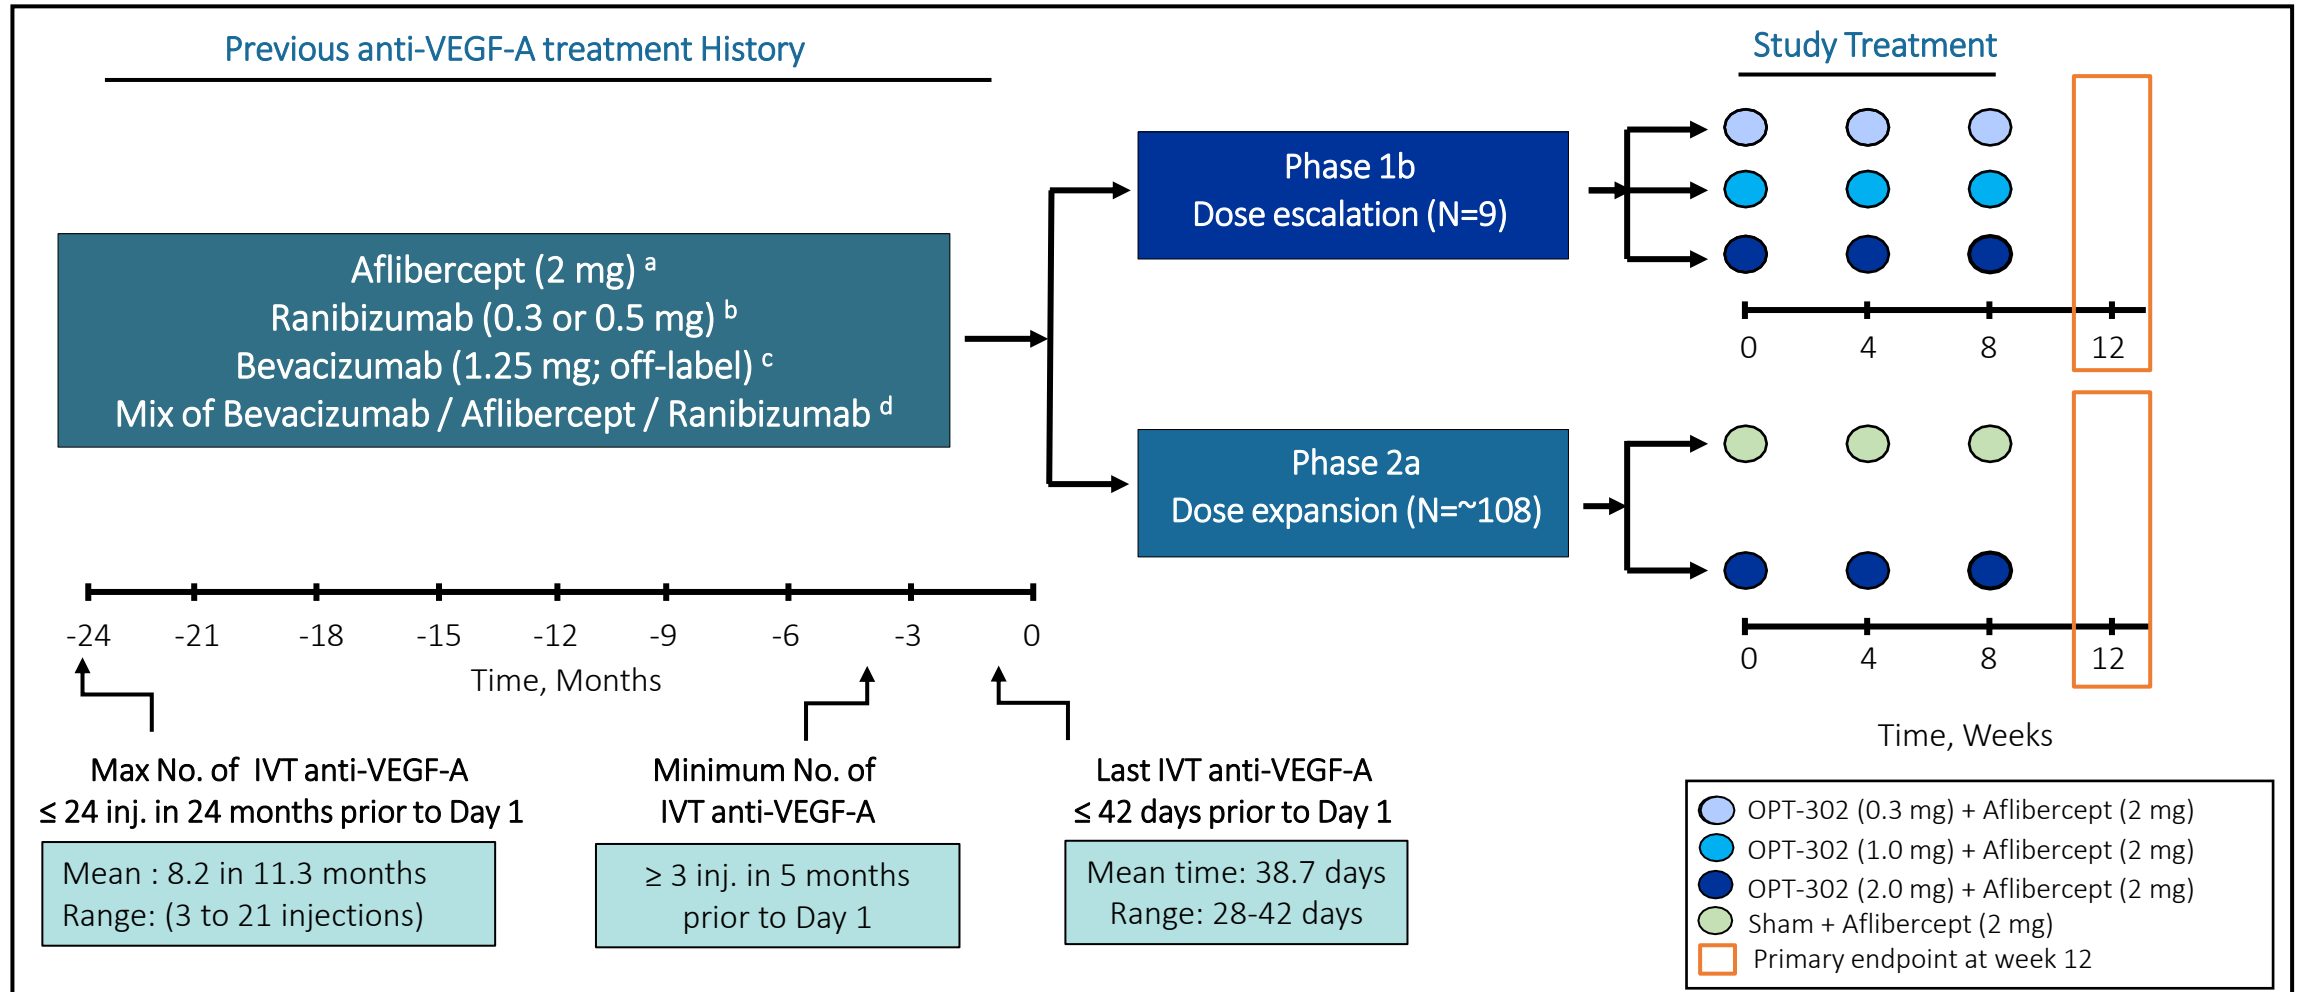 Previous anti-VEGF-A treatment History
Study Treatment
Aflibercept (2 mg) a
Ranibizumab (0.3 or 0.5 mg) b
Bevacizumab (1.25 mg; off-label) c
Mix of Bevacizumab / Aflibercept / Ranibizumab d
Phase 1b
Dose escalation (N=9)
0 4 8 12
Phase 2a
Dose expansion (N=~108)
0 4 8 12
Time, Weeks
-24 -21 -18 -15 -12 -9 -6 -3 0
Time, Months
Max No. of IVT anti-VEGF-A
≤ 24 inj. in 24 months prior to Day 1
Mean : 8.2 in 11.3 months
Range: (3 to 21 injections)
Minimum No. of
IVT anti-VEGF-A
≥ 3 inj. in 5 months
prior to Day 1
Last IVT anti-VEGF-A
≤ 42 days prior to Day 1
Mean time: 38.7 days
Range: 28-42 days
OPT-302 (0.3 mg) + Aflibercept (2 mg)
OPT-302 (1.0 mg) + Aflibercept (2 mg)
OPT-302 (2.0 mg) + Aflibercept (2 mg)
Sham + Aflibercept (2 mg)
Primary endpoint at week 12